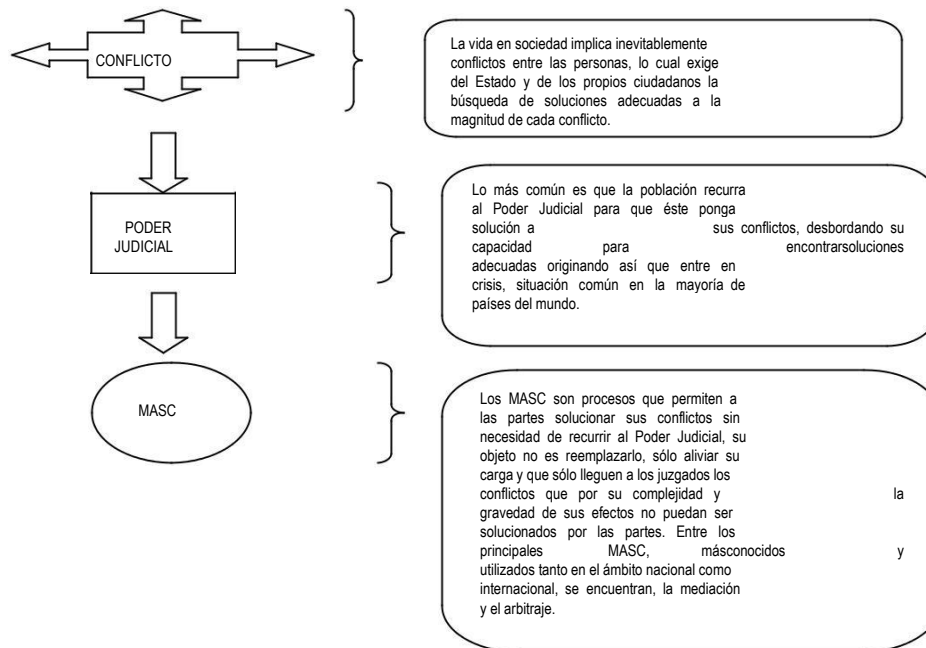 CONFLICTO
La vida en sociedad implica inevitablemente
conflictos entre las personas, lo cual exige
del Estado y de los propios ciudadanos la
búsqueda de soluciones adecuadas a la
magnitud de cada conflicto.
PODER
JUDICIAL
Lo más común es que la población recurra
al Poder Judicial para que éste ponga
solución a sus conflictos, desbordando su
capacidad para encontrarsoluciones
adecuadas originando así que entre en
crisis, situación común en la mayoría de
países del mundo.
MASC
Los MASC son procesos que permiten a
las partes solucionar sus conflictos sin
necesidad de recurrir al Poder Judicial, su
objeto no es reemplazarlo, sólo aliviar su
carga y que sólo lleguen a los juzgados los
conflictos que por su complejidad y la
gravedad de sus efectos no puedan ser
solucionados por las partes. Entre los
principales MASC, másconocidos y
utilizados tanto en el ámbito nacional como
internacional, se encuentran, la mediación
y el arbitraje.